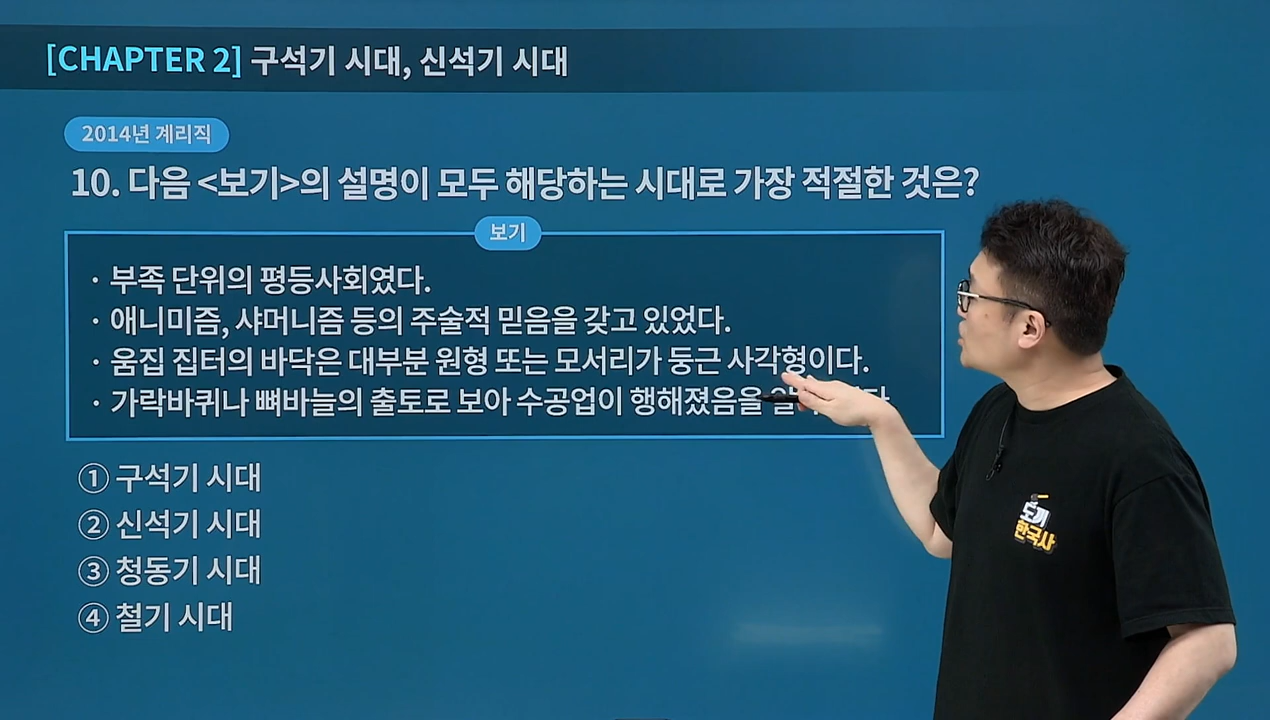 [CHAPTER 2] 구석기 시대, 신석기 시대
2014년 계리직
10. 다음 <보기>의 설명이 모두 해당하는 시대로 가장 적절한 것은?
보기
· 부족 단위의 평등사회였다.
· 애니미즘, 샤머니즘 등의 주술적 믿음을 갖고 있었다.
· 움집 집터의 바닥은 대부분 원형 또는 모서리가 둥근 사각형이다.
· 가락바퀴나 뼈바늘의 출토로 보아 수공업이 행해졌음을
① 구석기 시대
② 신석기 시대
③ 청동기 시대
④ 철기 시대
도끼
한국사